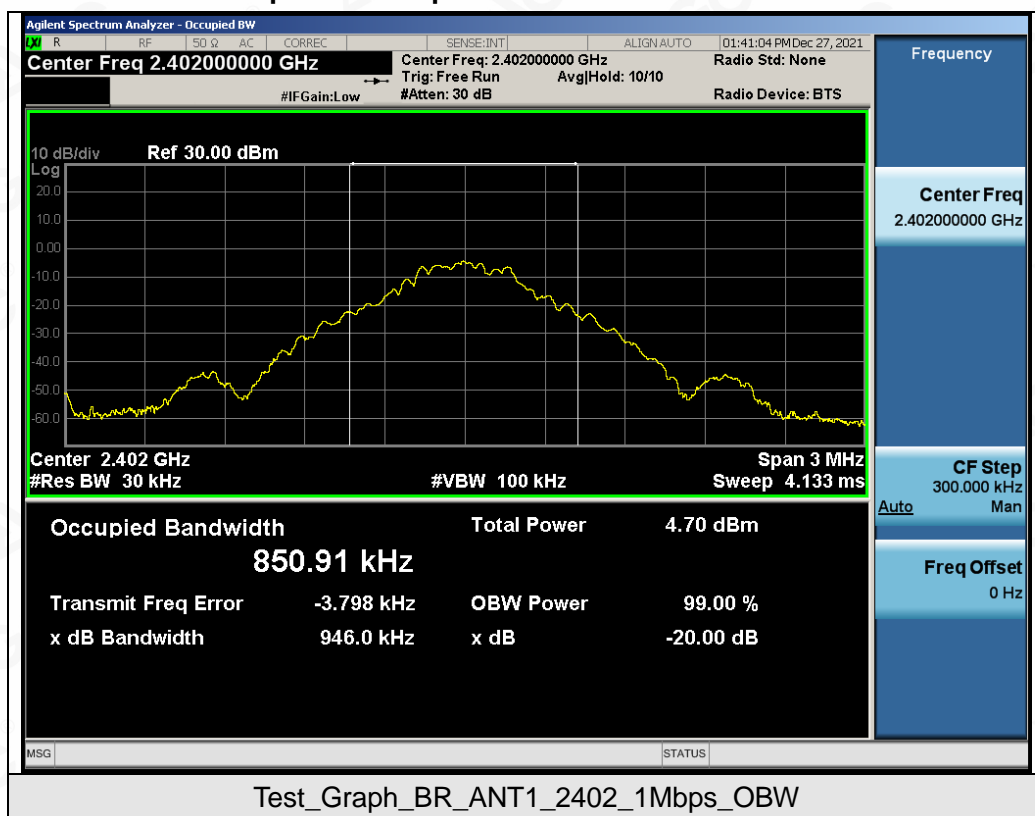 Agilent Spectrum Analyzer - Occupied BW
LXI R RF 50 Ω AC CORREC SENSE:INT ALIGN AUTO 01:41:04 PM Dec 27, 2021
Center Freq 2.402000000 GHz
Center Freq: 2.402000000 GHz
Radio Std: None
Trig: Free Run Avg|Hold: 10/10
#IFGain:Low
#Atten: 30 dB
Radio Device: BTS
Frequency
10 dB/div Ref 30.00 dBm
Log
20.0
10.0
0.00
-10.0
-20.0
-30.0
-40.0
-50.0
-60.0
Center 2.402 GHz Span 3 MHz
#Res BW 30 kHz #VBW 100 kHz Sweep 4.133 ms
Center Freq
2.402000000 GHz
CF Step
300.000 kHz
Auto Man
Freq Offset
0 Hz
Occupied Bandwidth Total Power 4.70 dBm
850.91 kHz
Transmit Freq Error -3.798 kHz OBW Power 99.00 %
x dB Bandwidth 946.0 kHz x dB -20.00 dB
MSG STATUS
Test_Graph_BR_ANT1_2402_1Mbps_OBW